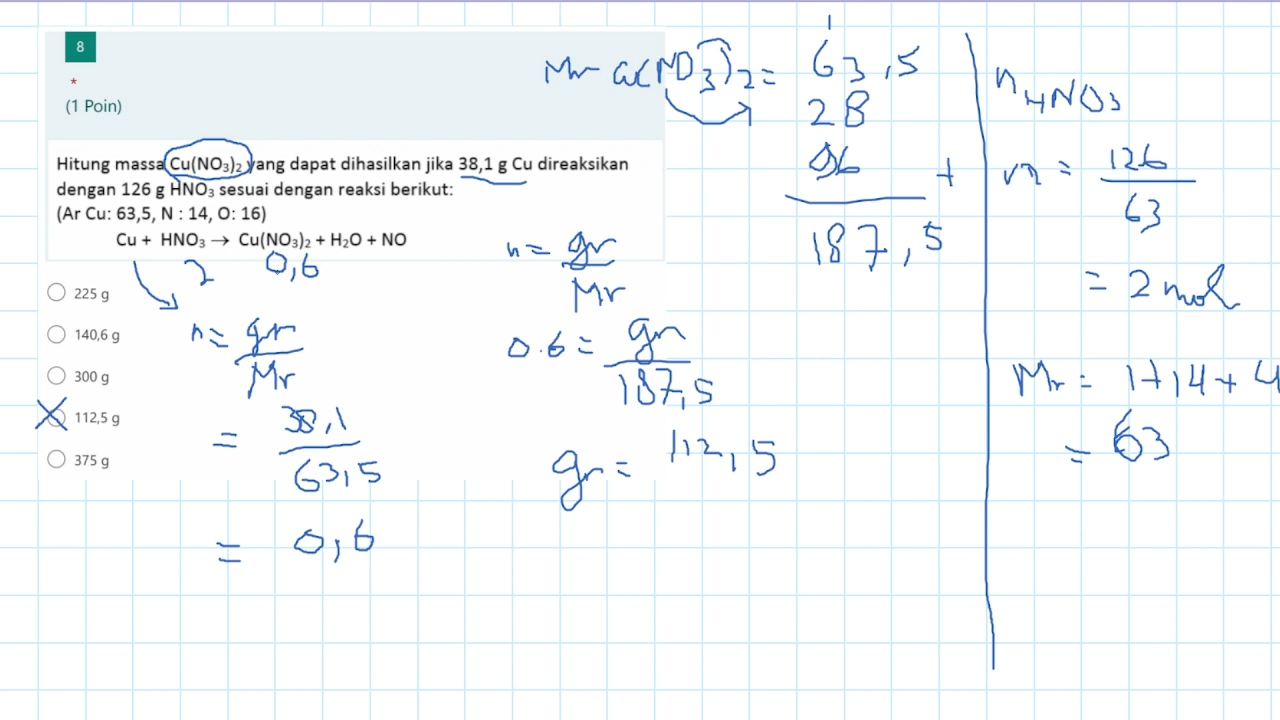 8
*
(1 Poin)
Hitung massa Cu(NO₃)₂ yang dapat dihasilkan jika 38,1 g Cu direaksikan
dengan 126 g HNO₃ sesuai dengan reaksi berikut:
(Ar Cu: 63,5, N : 14, O: 16)
Cu + HNO₃ → Cu(NO₃)₂ + H₂O + NO
2 0,6
225 g
140,6 g
300 g
112,5 g
375 g
n = gr
Mr
= 38,1
63,5
= 0,6
n = gr
Mr
0.6 = gr
187,5
gr = 112,5
1
63,5
28
96 +
187,5
n HNO3
= 126
63
= 2 mol
Mr = 1+14+4
= 63